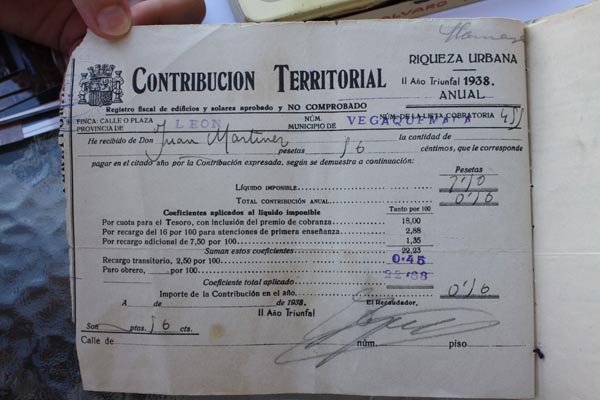 ALVARO
CONTRIBUCION TERRITORIAL
RIQUEZA URBANA
II Año Triunfal 1938.
ANUAL
Registro fiscal de edificios y solares aprobado y NO COMPROBADO
FINCA: CALLE O PLAZA NÚM. NÚM. DE LA LISTA COBRATORIA
PROVINCIA DE LEON MUNICIPIO DE VEGAQUEMADA
He recibido de Don Juan Martinez la cantidad de
pesetas 16 céntimos, que le corresponde
pagar en el citado año por la Contribución expresada, según se demuestra a continuación:
Pesetas
LÍQUIDO IMPONIBLE
TOTAL CONTRIBUCIÓN ANUAL 0'16
Coeficientes aplicados al líquido imponible Tanto por 100
Por cuota para el Tesoro, con inclusión del premio de cobranza 18,00
Por recargo del 16 por 100 para atenciones de primera enseñanza 2,88
Por recargo adicional de 7,50 por 100 1,35
Suman estos coeficientes 22,23
Recargo transitorio, 2,50 por 100 0.45
Paro obrero, por 100
Coeficiente total aplicado 22'68
Importe de la Contribución en el año 0'16
A de de 1938. El Recaudador,
II Año Triunfal
Son ptas. 16 cts.
Calle de núm. piso